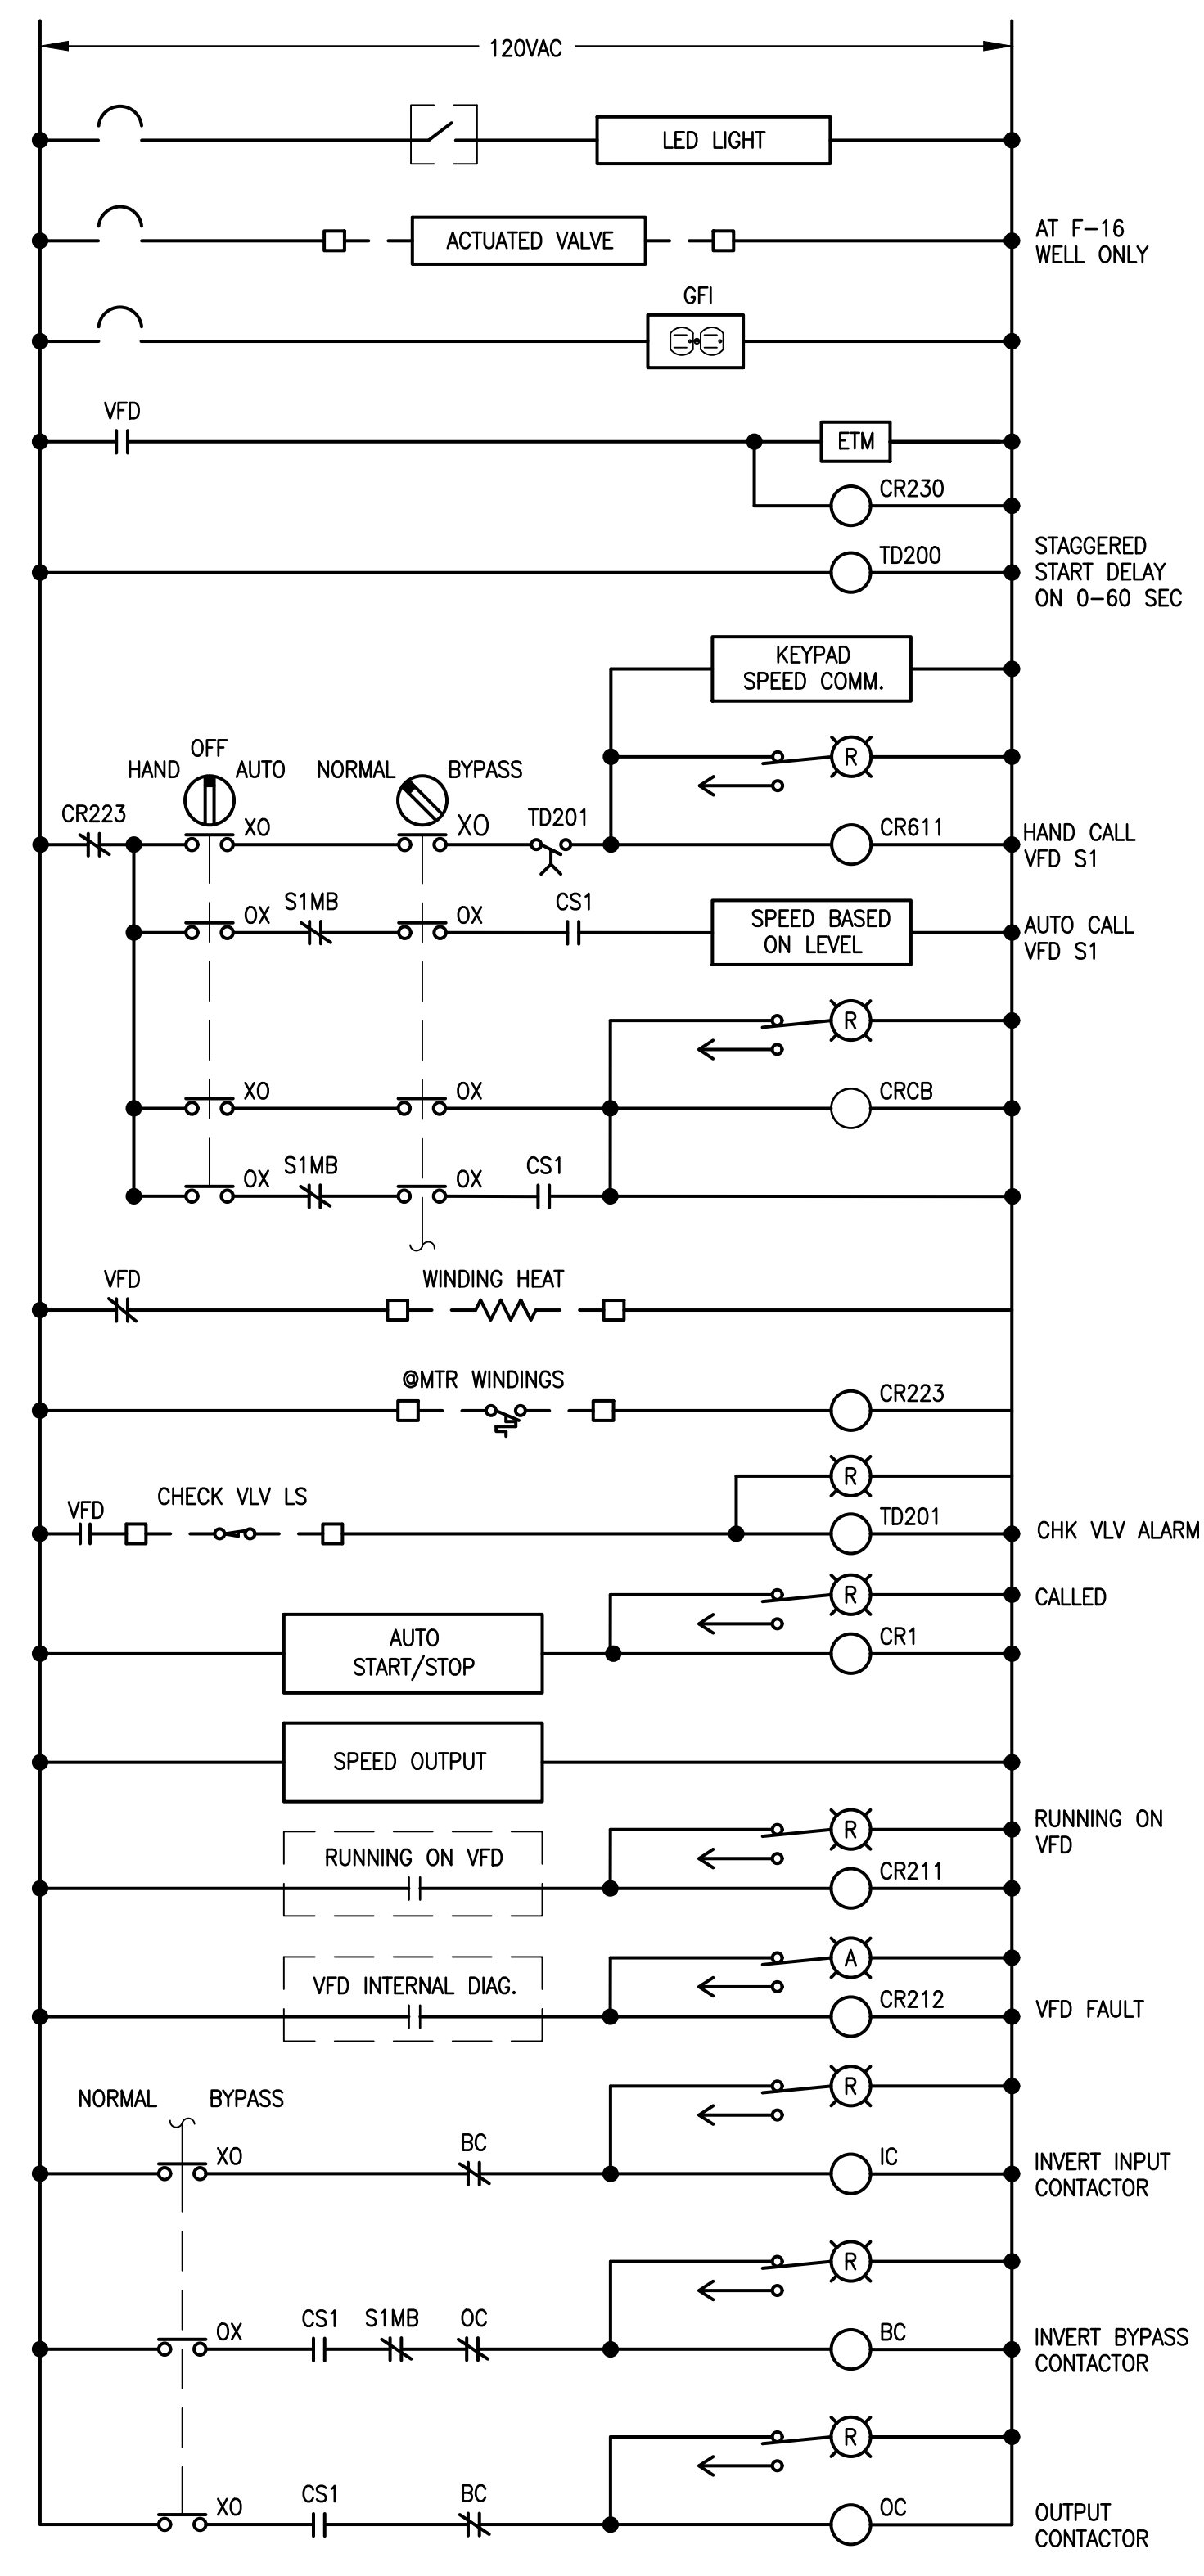 120VAC
LED LIGHT
ACTUATED VALVE
AT F-16
WELL ONLY
GFI
VFD
ETM
CR230
TD200
STAGGERED
START DELAY
ON 0-60 SEC
KEYPAD
SPEED COMM.
OFF
HAND AUTO NORMAL BYPASS
R
CR223
XO
XO
TD201
CR611
HAND CALL
VFD S1
OX
S1MB
OX
CS1
SPEED BASED
ON LEVEL
AUTO CALL
VFD S1
R
XO
OX
CRCB
OX
S1MB
OX
CS1
VFD
WINDING HEAT
@MTR WINDINGS
CR223
R
VFD
CHECK VLV LS
TD201
CHK VLV ALARM
R
CALLED
AUTO
START/STOP
CR1
SPEED OUTPUT
R
RUNNING ON
VFD
RUNNING ON VFD
CR211
A
VFD INTERNAL DIAG.
CR212
VFD FAULT
R
NORMAL BYPASS
XO
BC
IC
INVERT INPUT
CONTACTOR
R
OX
CS1
S1MB
OC
BC
INVERT BYPASS
CONTACTOR
R
XO
CS1
BC
OC
OUTPUT
CONTACTOR